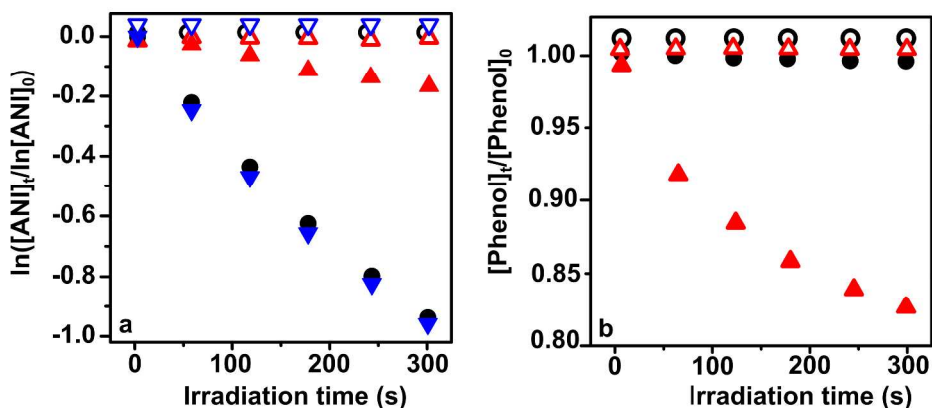 ln([ANI]t/ln[ANI]0)
0.0
-0.2
-0.4
-0.6
-0.8
-1.0
a
0 100 200 300
Irradiation time (s)
[Phenol]t/[Phenol]0
1.00
0.95
0.90
0.85
0.80
b
0 100 200 300
Irradiation time (s)